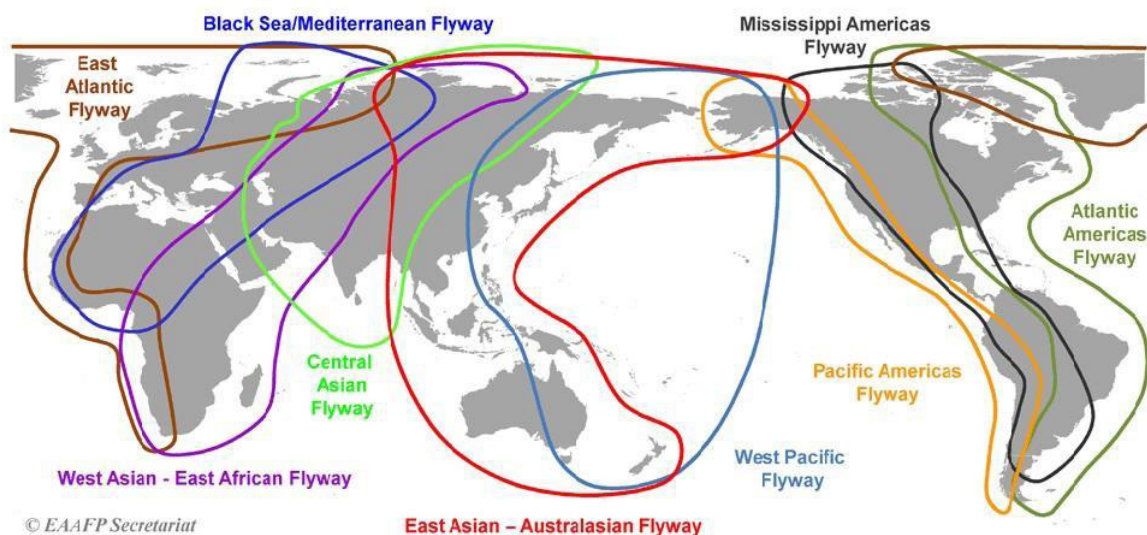 Black Sea/Mediterranean Flyway
Mississippi Americas
Flyway
East
Atlantic
Flyway
Atlantic
Americas
Flyway
Central
Asian
Flyway
Pacific Americas
Flyway
West Asian - East African Flyway
West Pacific
Flyway
© EAAFP Secretariat
East Asian – Australasian Flyway